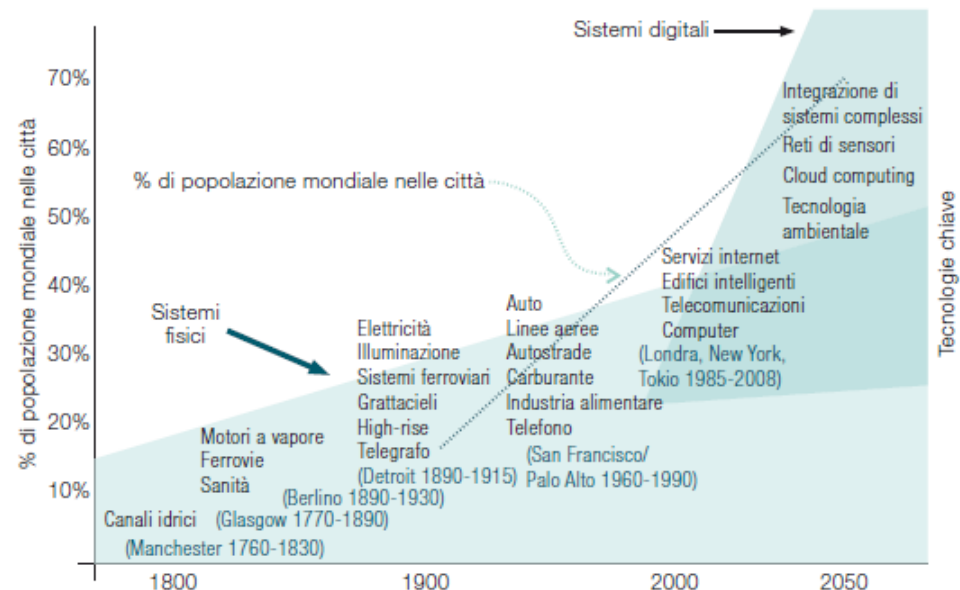 Sistemi digitali
% di popolazione mondiale nelle città
70%
60%
50%
40%
30%
20%
10%
% di popolazione mondiale nelle città
Sistemi
fisici
Canali idrici
(Manchester 1760-1830)
Motori a vapore
Ferrovie
Sanità
(Glasgow 1770-1890)
(Berlino 1890-1930)
Elettricità
Illuminazione
Sistemi ferroviari
Grattacieli
High-rise
Telegrafo
(Detroit 1890-1915)
Auto
Linee aeree
Autostrade
Carburante
Industria alimentare
Telefono
(San Francisco/
Palo Alto 1960-1990)
Servizi internet
Edifici intelligenti
Telecomunicazioni
Computer
(Londra, New York,
Tokio 1985-2008)
Integrazione di
sistemi complessi
Reti di sensori
Cloud computing
Tecnologia
ambientale
Tecnologie chiave
1800
1900
2000
2050